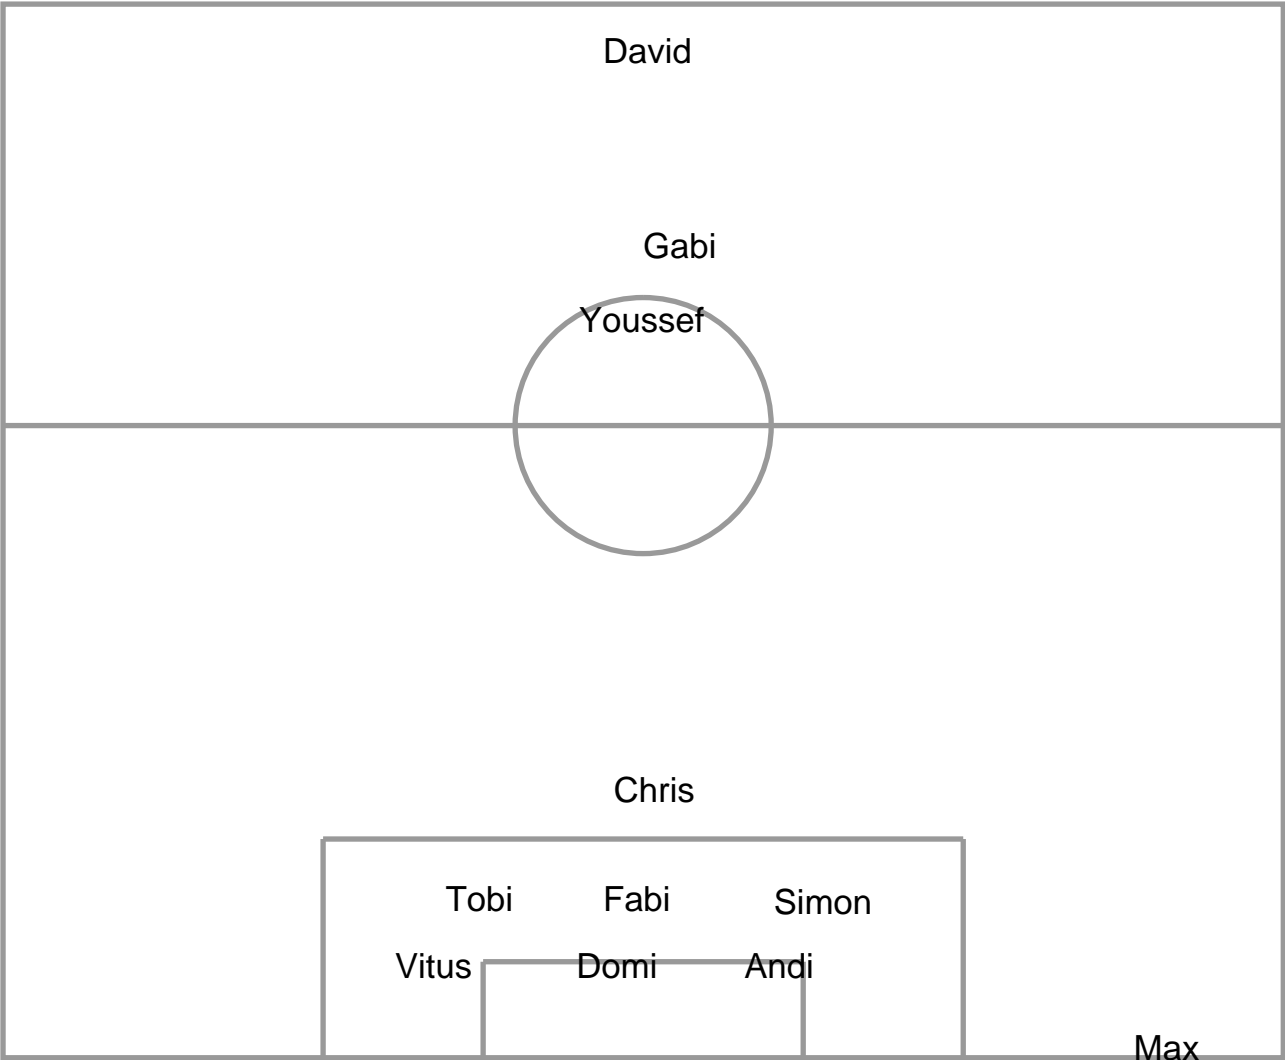 David
Gabi
Youssef
Chris
Tobi Fabi Simon
Vitus Domi Andi
Max